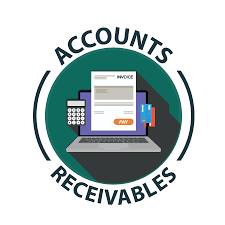 ACCOUNTS
INVOICE
PAY
RECEIVABLES